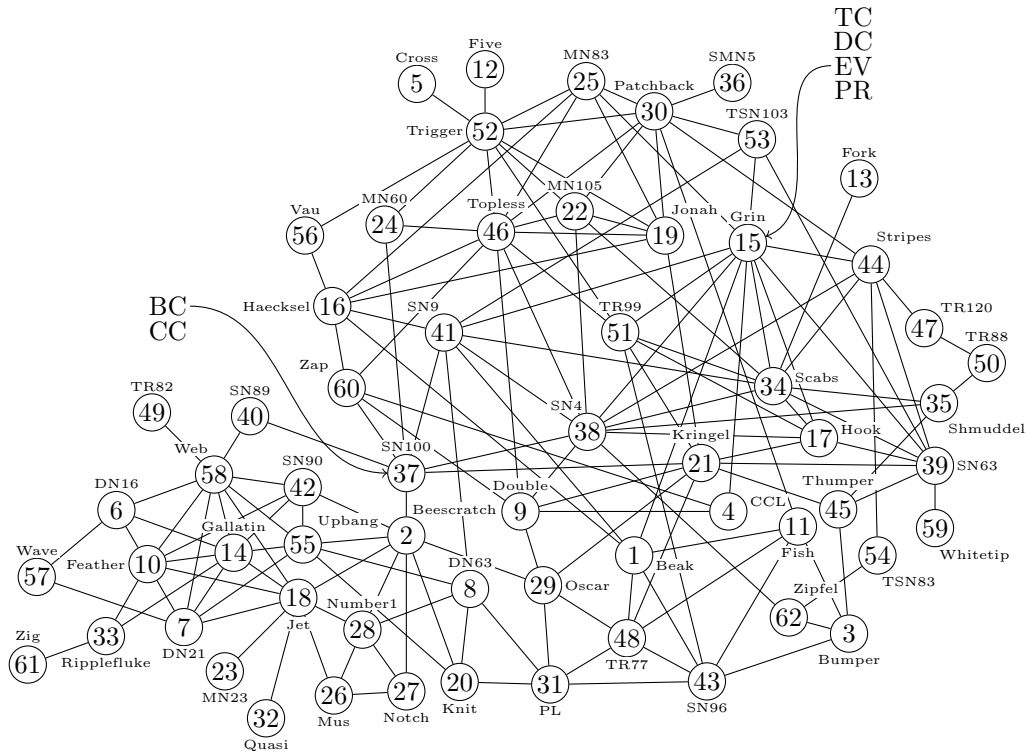 TC
DC
EV
PR
Five
12
Cross
5
MN83
25
SMN5
36
Patchback
30
TSN103
53
Trigger
52
Fork
13
MN105
22
MN60
24
Topless
46
Jonah
19
Grin
15
Vau
56
Stripes
44
BC
CC
Haecksel
16
SN9
41
TR99
51
TR120
47
TR88
50
Zap
60
Scabs
34
Shmuddel
35
TR82
49
SN89
40
SN4
38
Hook
17
Kringel
21
SN63
39
Web
58
SN90
42
SN100
37
Thumper
45
DN16
6
Double
9
CCL
4
Beescratch
2
Upbang
55
Gallatin
14
Fish
11
Whitetip
59
Wave
57
Feather
10
Beak
1
TSN83
54
DN63
8
Oscar
29
Jet
18
Number1
28
Zipfel
62
Bumper
3
Zig
61
Ripplefluke
33
DN21
7
TR77
48
MN23
23
Quasi
32
Mus
26
Notch
27
Knit
20
PL
31
SN96
43